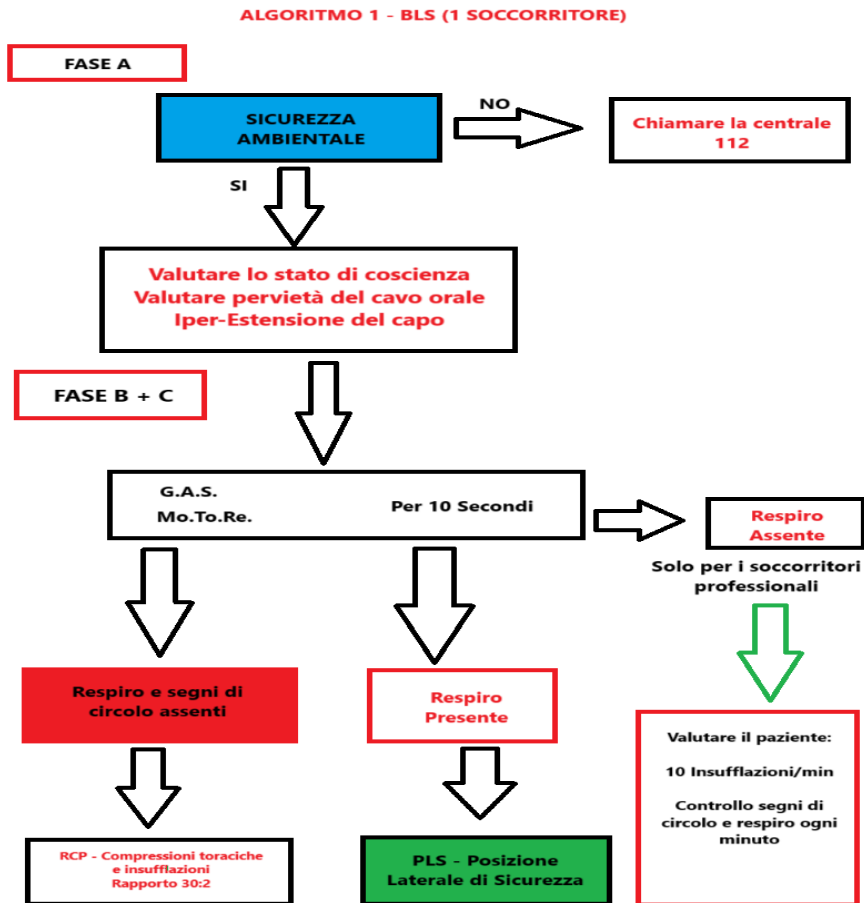 ALGORITMO 1 - BLS (1 SOCCORRITORE)
FASE A
SICUREZZA
AMBIENTALE
NO
Chiamare la centrale
112
SI
Valutare lo stato di coscienza
Valutare pervietà del cavo orale
Iper-Estensione del capo
FASE B + C
G.A.S.
Mo.To.Re.
Per 10 Secondi
Respiro
Assente
Solo per i soccorritori
professionali
Respiro e segni di
circolo assenti
Respiro
Presente
Valutare il paziente:
10 Insufflazioni/min
Controllo segni di
circolo e respiro ogni
minuto
RCP - Compressioni toraciche
e insufflazioni
Rapporto 30:2
PLS - Posizione
Laterale di Sicurezza